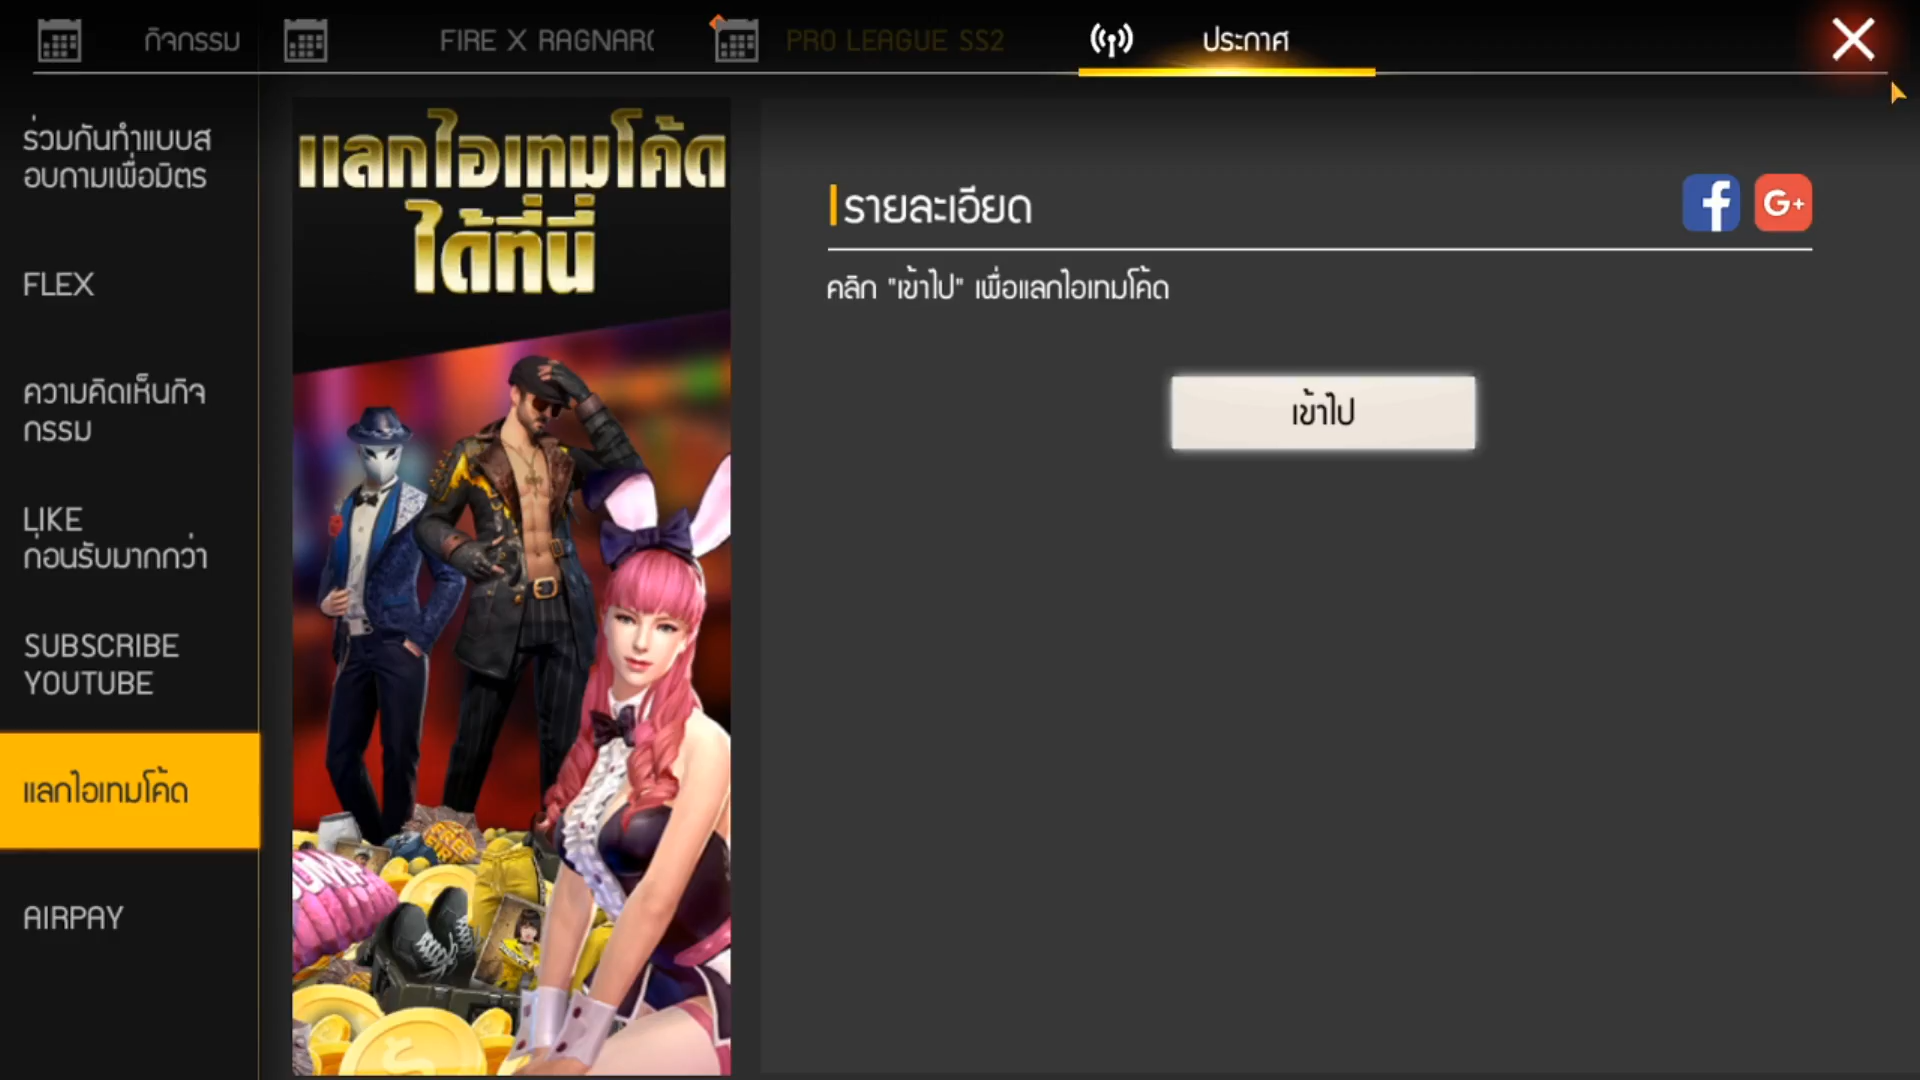 กิจกรรม
FIRE X RAGNAR
PRO LEAGUE SS2
ประกาศ
ร่วมกันทำแบบส
อบถามเพื่อมิตร
FLEX
ความคิดเห็นกิจ
กรรม
LIKE
ก่อนรับมากกว่า
SUBSCRIBE
YOUTUBE
แลกไอเทมโค้ด
AIRPAY
แลกไอเทมโค้ด
ได้ที่นี่
FREE
FIRE
รายละเอียด
f
G+
คลิก "เข้าไป" เพื่อแลกไอเทมโค้ด
เข้าไป